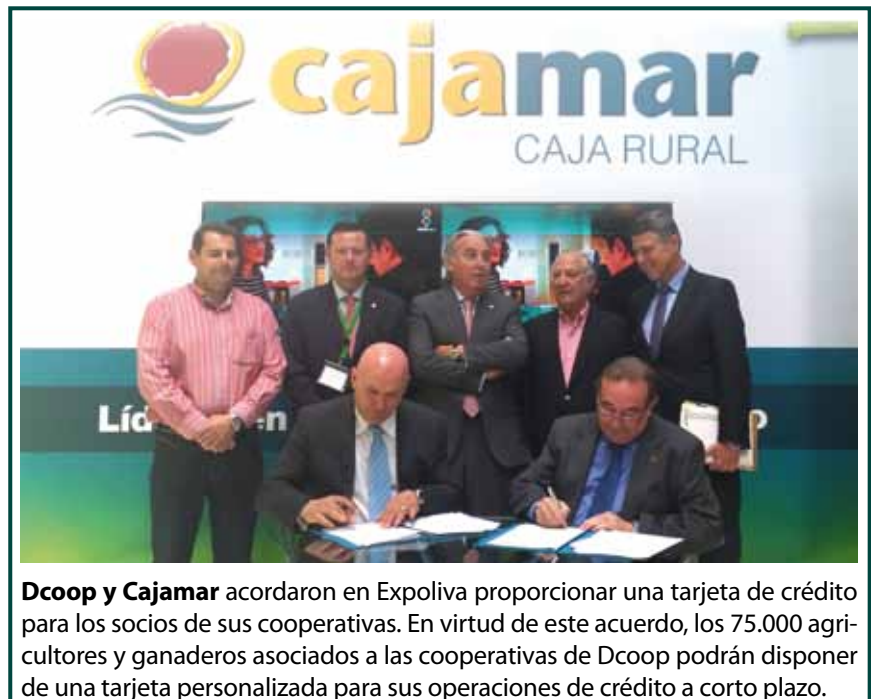 cajamar
CAJA RURAL
Líd en o
Dcoop y Cajamar acordaron en Expoliva proporcionar una tarjeta de crédito
para los socios de sus cooperativas. En virtud de este acuerdo, los 75.000 agri-
cultores y ganaderos asociados a las cooperativas de Dcoop podrán disponer
de una tarjeta personalizada para sus operaciones de crédito a corto plazo.